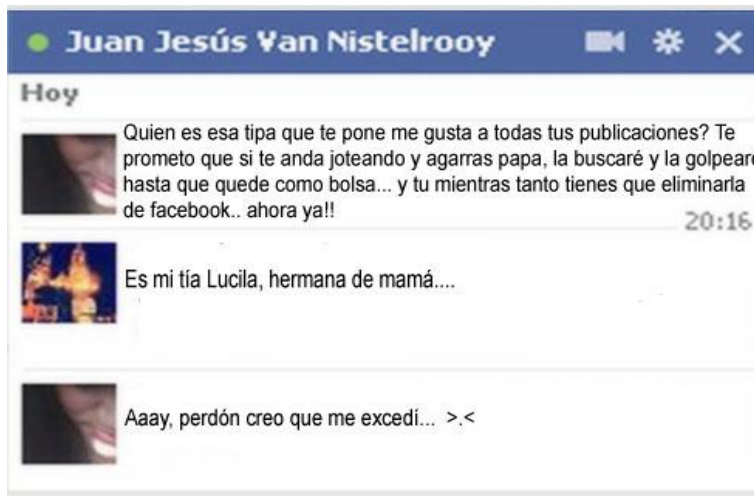 Juan Jesús Van Nistelrooy
Hoy
Quien es esa tipa que te pone me gusta a todas tus publicaciones? Te
prometo que si te anda joteando y agarras papa, la buscaré y la golpearé
hasta que quede como bolsa... y tu mientras tanto tienes que eliminarla
de facebook.. ahora ya!!
20:16
Es mi tía Lucila, hermana de mamá....
Aaay, perdón creo que me excedí... >.<